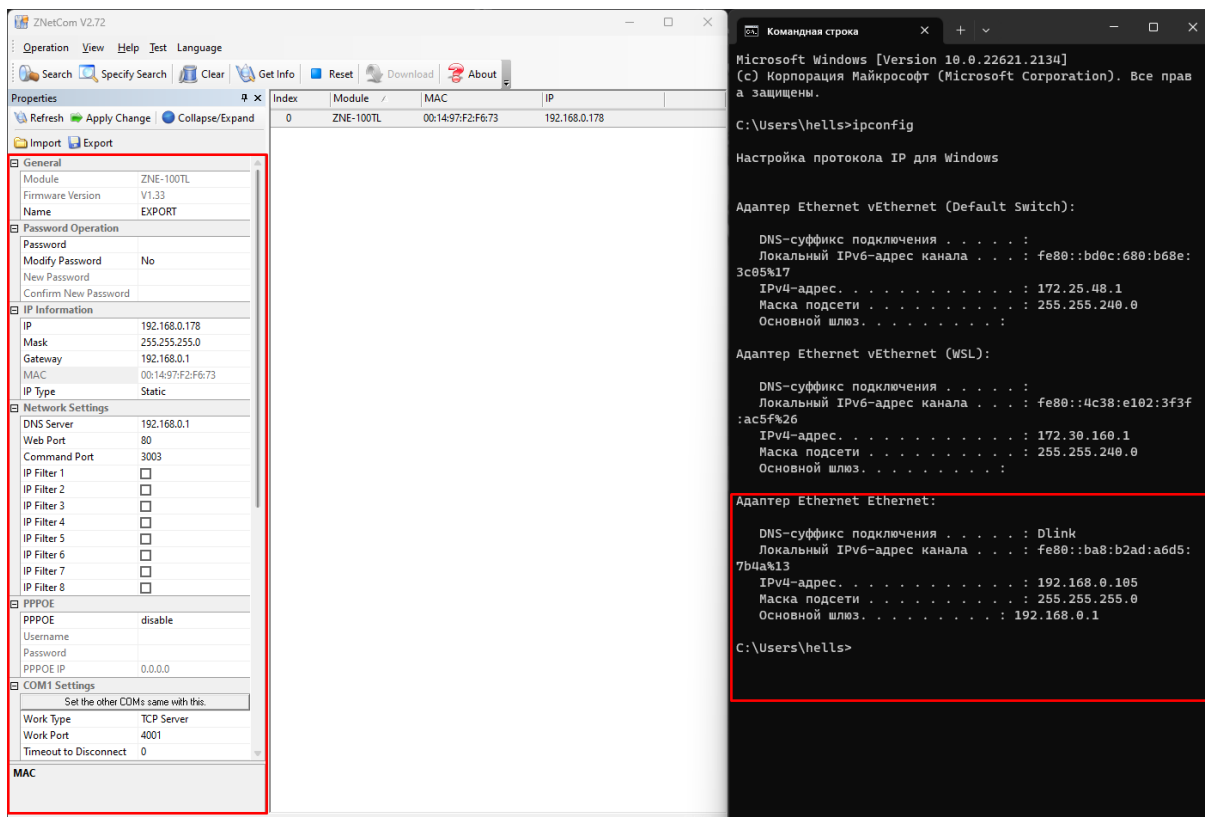 ZNetCom V2.72
Operation View Help Test Language
Search Specify Search Clear Get Info Reset Download About
Properties
Refresh Apply Change Collapse/Expand
Import Export
General
Module ZNE-100TL
Firmware Version V1.33
Name EXPORT
Password Operation
Password
Modify Password No
New Password
Confirm New Password
IP Information
IP 192.168.0.178
Mask 255.255.255.0
Gateway 192.168.0.1
MAC 00:14:97:F2:F6:73
IP Type Static
Network Settings
DNS Server 192.168.0.1
Web Port 80
Command Port 3003
IP Filter 1
IP Filter 2
IP Filter 3
IP Filter 4
IP Filter 5
IP Filter 6
IP Filter 7
IP Filter 8
PPPOE
PPPOE disable
Username
Password
PPPOE IP 0.0.0.0
COM1 Settings
Set the other COMs same with this.
Work Type TCP Server
Work Port 4001
Timeout to Disconnect 0
MAC
Index Module MAC IP
0 ZNE-100TL 00:14:97:F2:F6:73 192.168.0.178
Командная строка
Microsoft Windows [Version 10.0.22621.2134]
(c) Корпорация Майкрософт (Microsoft Corporation). Все прав
а защищены.
C:\Users\hells>ipconfig
Настройка протокола IP для Windows
Адаптер Ethernet vEthernet (Default Switch):
DNS-суффикс подключения . . . . . :
Локальный IPv6-адрес канала . . . : fe80::bd0c:680:b68e:
3c05%17
IPv4-адрес. . . . . . . . . . . . : 172.25.48.1
Маска подсети . . . . . . . . . . : 255.255.240.0
Основной шлюз. . . . . . . . . :
Адаптер Ethernet vEthernet (WSL):
DNS-суффикс подключения . . . . . :
Локальный IPv6-адрес канала . . . : fe80::4c38:e102:3f3f
:ac5f%26
IPv4-адрес. . . . . . . . . . . . : 172.30.160.1
Маска подсети . . . . . . . . . . : 255.255.240.0
Основной шлюз. . . . . . . . . :
Адаптер Ethernet Ethernet:
DNS-суффикс подключения . . . . . : Dlink
Локальный IPv6-адрес канала . . . : fe80::ba8:b2ad:a6d5:
7b4a%13
IPv4-адрес. . . . . . . . . . . . : 192.168.0.105
Маска подсети . . . . . . . . . . : 255.255.255.0
Основной шлюз. . . . . . . . . : 192.168.0.1
C:\Users\hells>